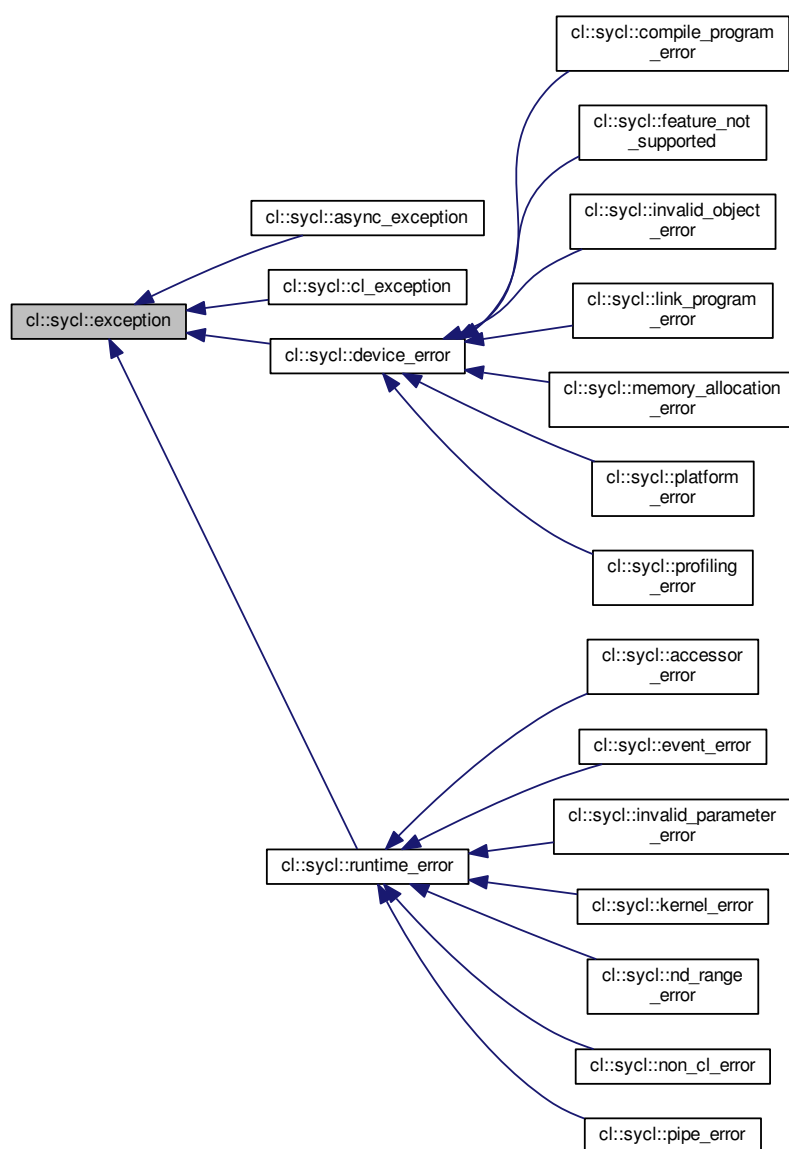 cl::sycl::compile_program
_error
cl::sycl::feature_not
_supported
cl::sycl::async_exception
cl::sycl::invalid_object
_error
cl::sycl::cl_exception
cl::sycl::link_program
_error
cl::sycl::exception
cl::sycl::device_error
cl::sycl::memory_allocation
_error
cl::sycl::platform
_error
cl::sycl::profiling
_error
cl::sycl::accessor
_error
cl::sycl::event_error
cl::sycl::invalid_parameter
_error
cl::sycl::runtime_error
cl::sycl::kernel_error
cl::sycl::nd_range
_error
cl::sycl::non_cl_error
cl::sycl::pipe_error